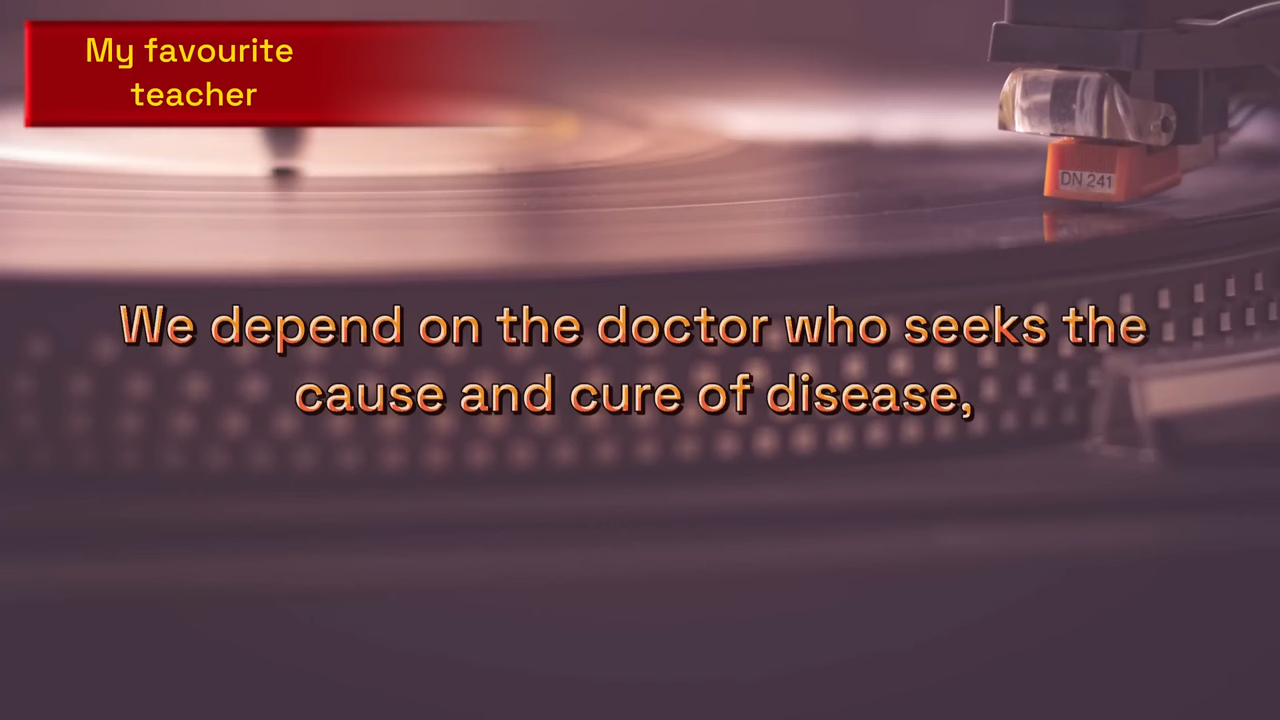 My favourite
teacher
DN 241
We depend on the doctor who seeks the
cause and cure of disease,